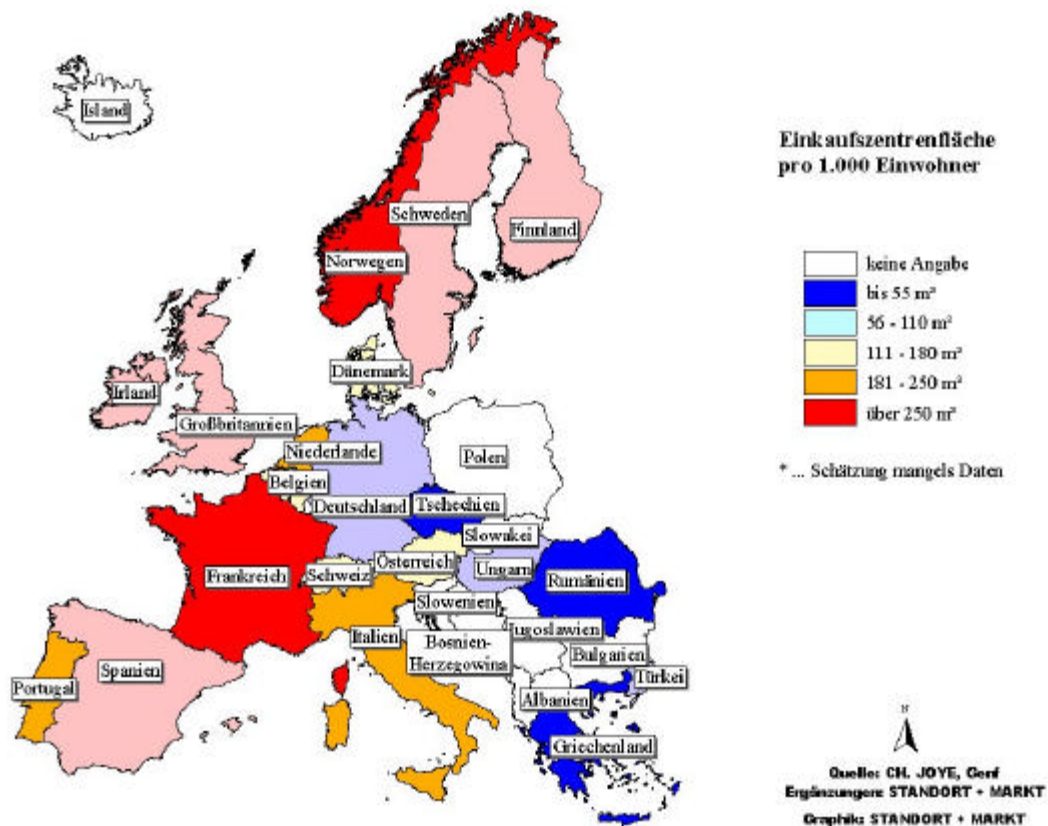 Island
Einkaufszentrenfläche
pro 1.000 Einwohner
Schweden
Finnland
Norwegen
keine Angabe
bis 55 m²
56 - 110 m²
111 - 180 m²
181 - 250 m²
über 250 m²
Dänemark
Irland
Großbritannien
Niederlande
Polen
* ... Schätzung mangels Daten
Belgien
Deutschland
Tschechien
Slowakei
Österreich
Ungarn
Frankreich
Schweiz
Rumänien
Slowenien
Jugoslawien
Italien
Bosnien-
Herzegowina
Bulgarien
Spanien
Türkei
Portugal
Albanien
Griechenland
N
Quelle: CH. JOYE, Genf
Ergänzungen: STANDORT + MARKT
Graphik: STANDORT + MARKT